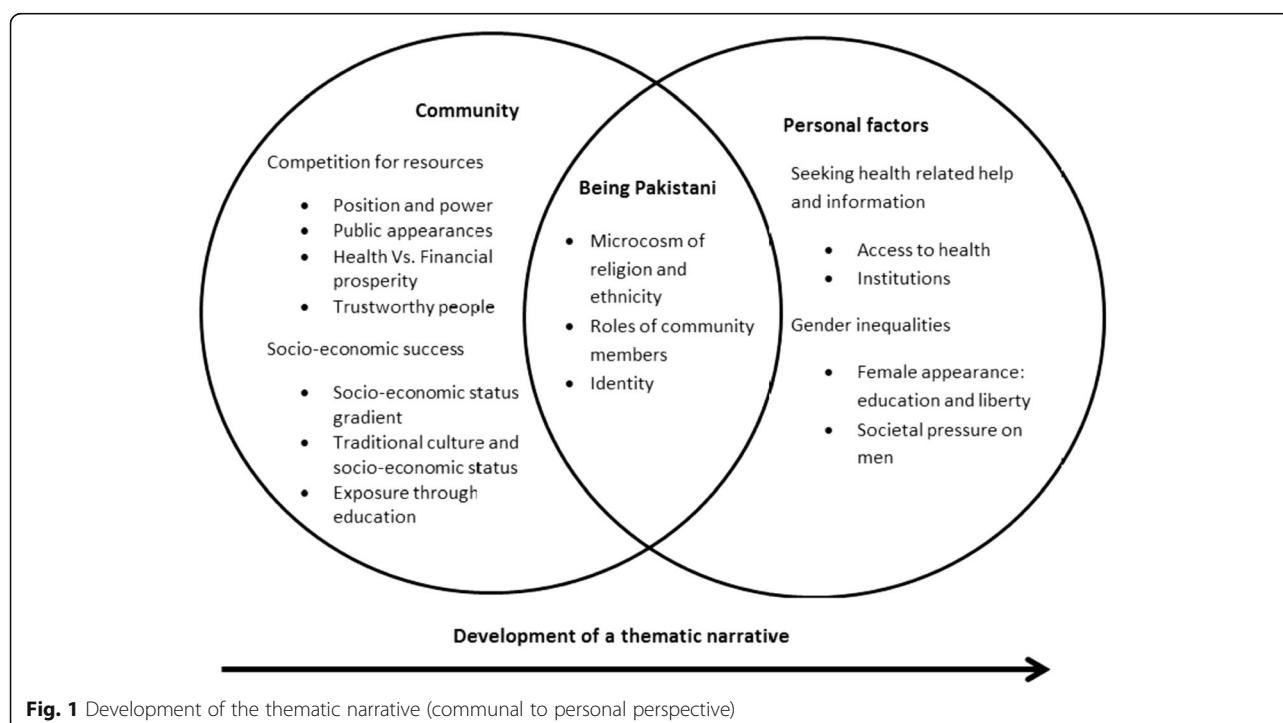 Community
Competition for resources
• Position and power
• Public appearances
• Health Vs. Financial
prosperity
• Trustworthy people
Socio-economic success
• Socio-economic status
gradient
• Traditional culture and
socio-economic status
• Exposure through
education
Being Pakistani
• Microcosm of
religion and
ethnicity
• Roles of community
members
• Identity
Personal factors
Seeking health related help
and information
• Access to health
• Institutions
Gender inequalities
• Female appearance:
education and liberty
• Societal pressure on
men
Development of a thematic narrative
Fig. 1 Development of the thematic narrative (communal to personal perspective)